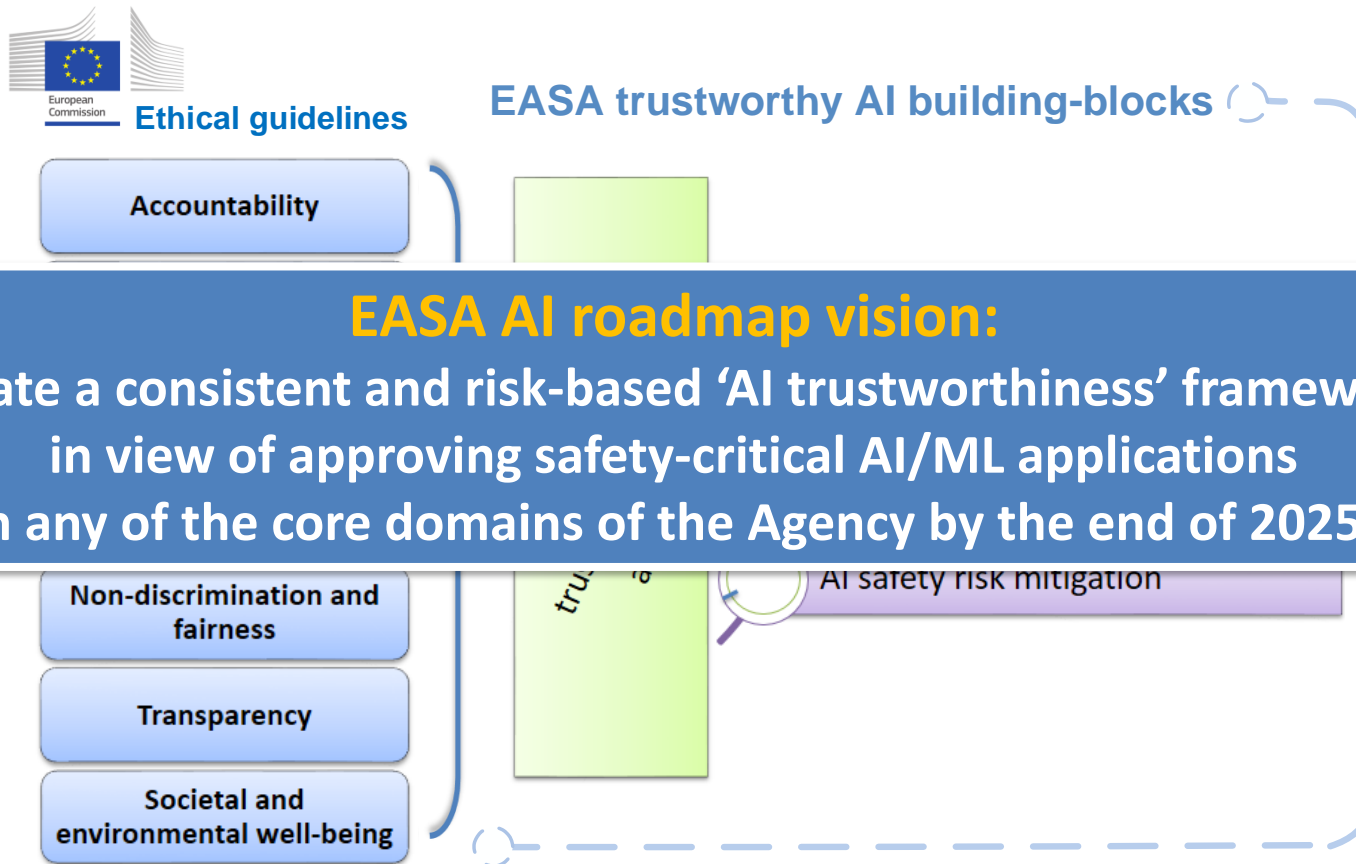 European
Commission
Ethical guidelines
EASA trustworthy AI building-blocks
Accountability
EASA AI roadmap vision:
ate a consistent and risk-based ‘AI trustworthiness’ framew
in view of approving safety-critical AI/ML applications
n any of the core domains of the Agency by the end of 2025
trus
a
AI safety risk mitigation
Non-discrimination and
fairness
Transparency
Societal and
environmental well-being